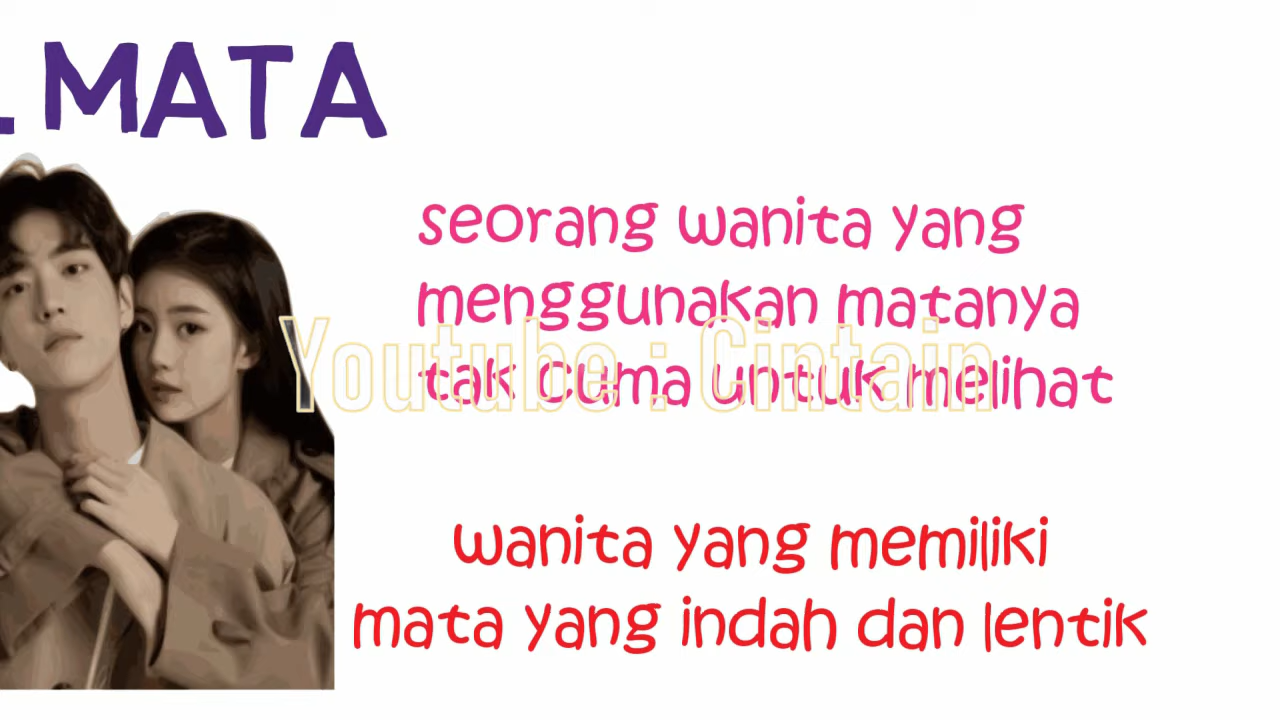 . MATA
seorang wanita yang
menggunakan matanya
Youtube : Cintain
tak cuma untuk melihat
wanita yang memiliki
mata yang indah dan lentik